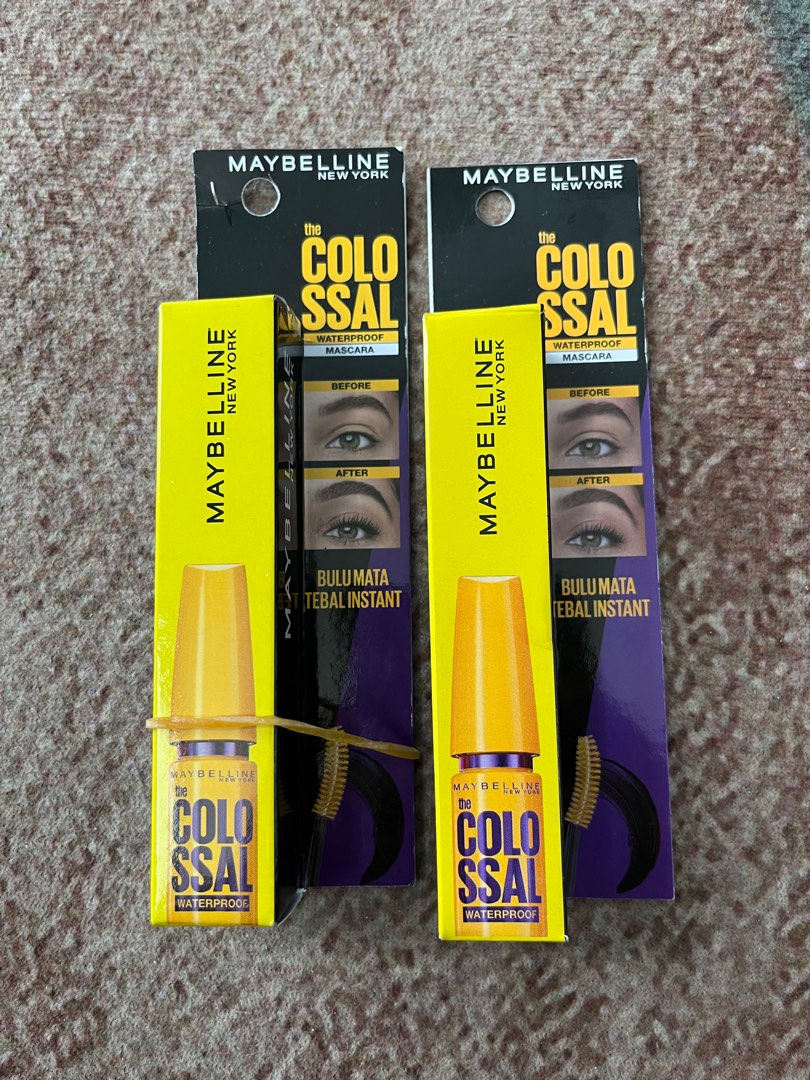 MAYBELLINE
NEW YORK
the
COLO
SSAL
WATERPROOF
MASCARA
BEFORE
AFTER
BULU MATA
TEBAL INSTANT
MAYBELLINE
NEW YORK
MAYBELLINE
MAYBELLINE
NEW YORK
the
COLO
SSAL
WATERPROOF
MAYBELLINE
NEW YORK
the
COLO
SSAL
WATERPROOF
MASCARA
BEFORE
AFTER
BULU MATA
TEBAL INSTANT
MAYBELLINE
NEW YORK
MAYBELLINE
NEW YORK
the
COLO
SSAL
WATERPROOF